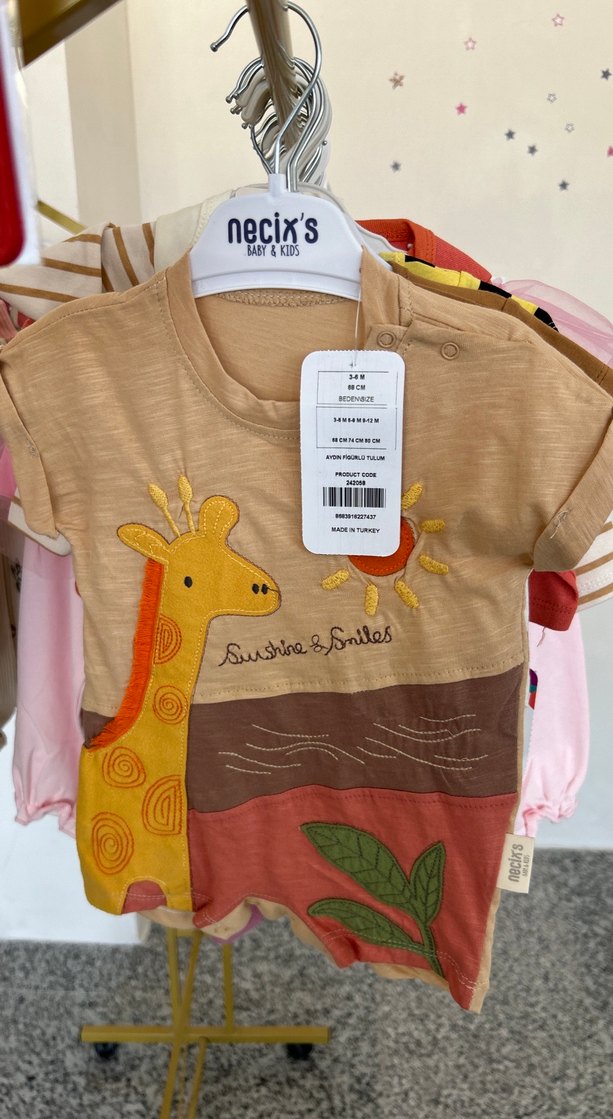 necix's
BABY & KIDS
3-6 M
68 CM
BEDEN\SIZE
3-6 M 6-9 M 9-12 M
68 CM 74 CM 80 CM
AYDIN FİGÜRLÜ TULUM
PRODUCT CODE
242058
8683916227437
MADE IN TURKEY
Sunshine & Smiles
necix's